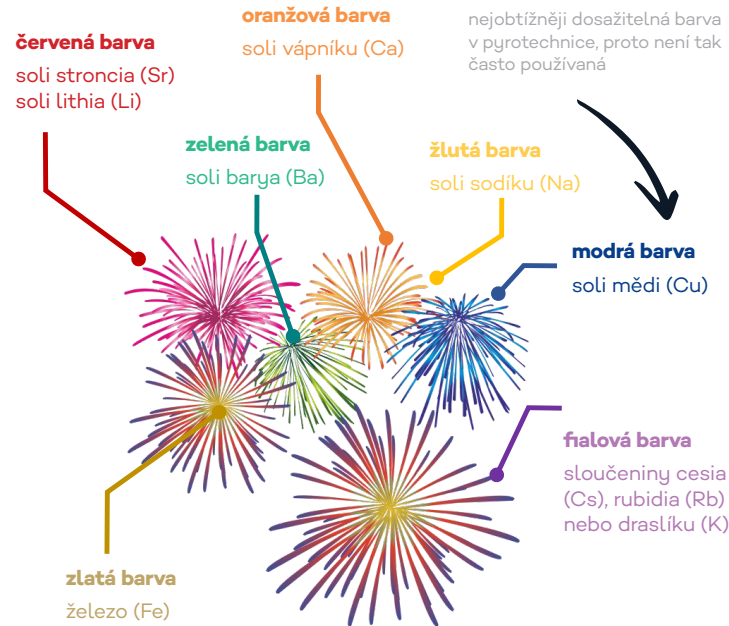 červená barva
soli stroncia (Sr)
soli lithia (Li)
oranžová barva
soli vápníku (Ca)
nejobtížněji dosažitelná barva
v pyrotechnice, proto není tak
často používaná
zelená barva
soli barya (Ba)
žlutá barva
soli sodíku (Na)
modrá barva
soli mědi (Cu)
fialová barva
sloučeniny cesia
(Cs), rubidia (Rb)
nebo draslíku (K)
zlatá barva
železo (Fe)